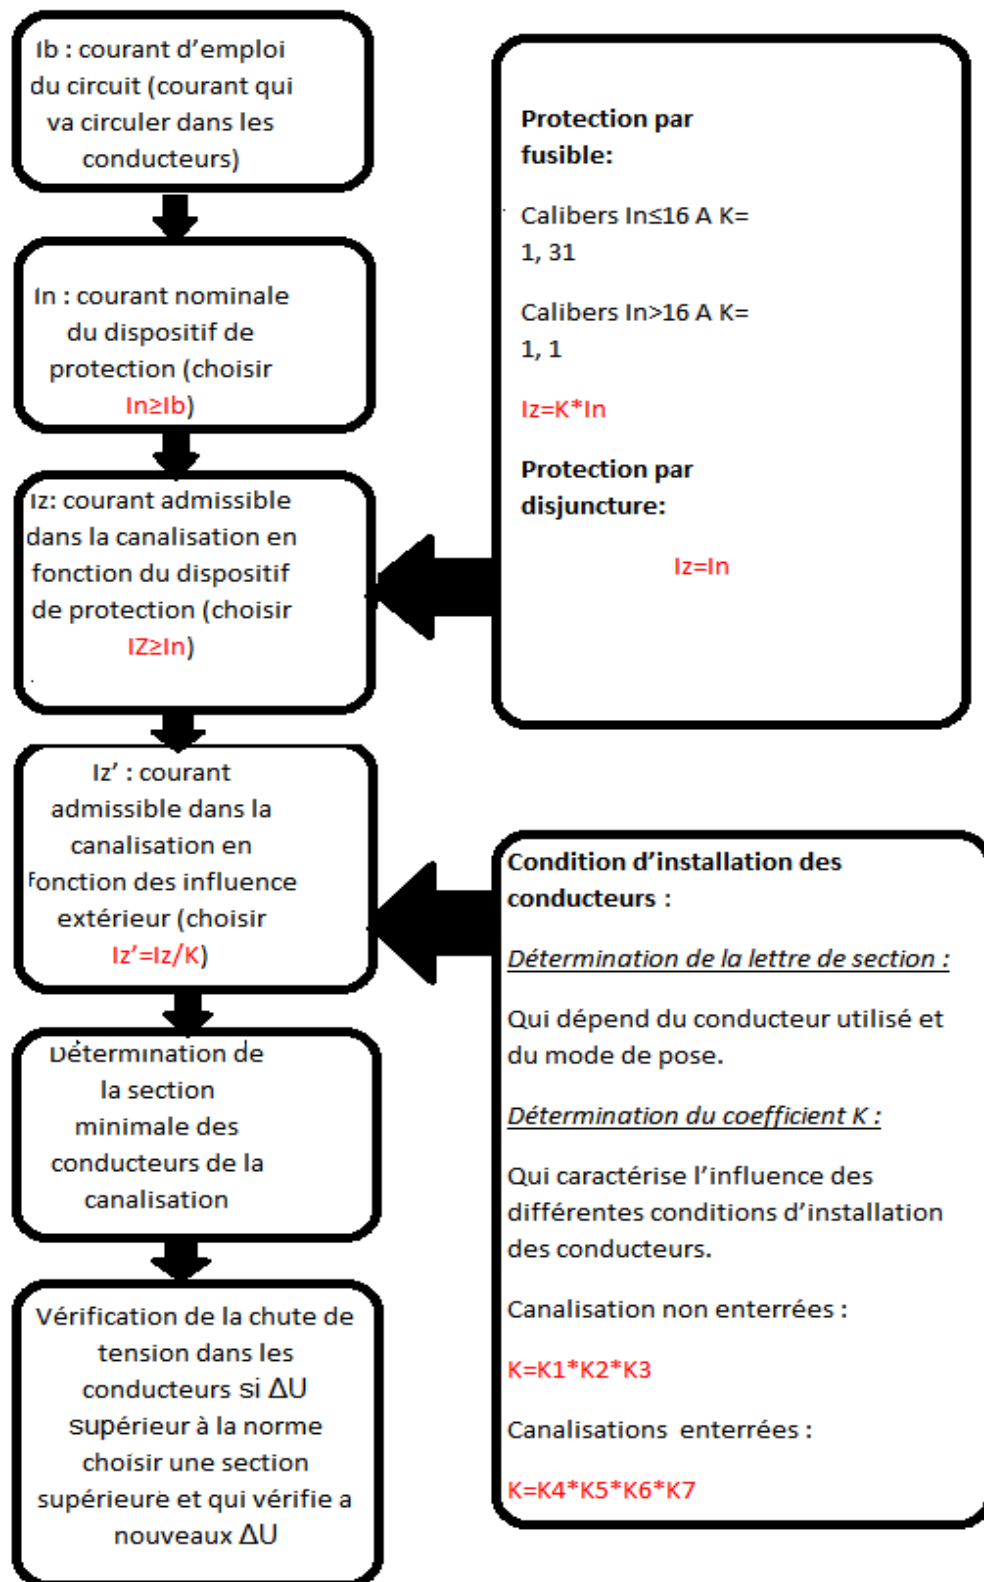 Ib : courant d’emploi
du circuit (courant qui
va circuler dans les
conducteurs)
In : courant nominale
du dispositif de
protection (choisir
In≥Ib)
Iz: courant admissible
dans la canalisation en
fonction du dispositif
de protection (choisir
IZ≥In)
Protection par
fusible:
Calibers In≤16 A K=
1, 31
Calibers In>16 A K=
1, 1
Iz=K*In
Protection par
disjuncture:
Iz=In
Iz’ : courant
admissible dans la
canalisation en
fonction des influence
extérieur (choisir
Iz’=Iz/K)
Détermination de
la section
minimale des
conducteurs de la
canalisation
Vérification de la chute de
tension dans les
conducteurs si ΔU
supérieur à la norme
choisir une section
supérieure et qui vérifie a
nouveaux ΔU
Condition d’installation des
conducteurs :
Détermination de la lettre de section :
Qui dépend du conducteur utilisé et
du mode de pose.
Détermination du coefficient K :
Qui caractérise l’influence des
différentes conditions d’installation
des conducteurs.
Canalisation non enterrées :
K=K1*K2*K3
Canalisations  enterrées :
K=K4*K5*K6*K7